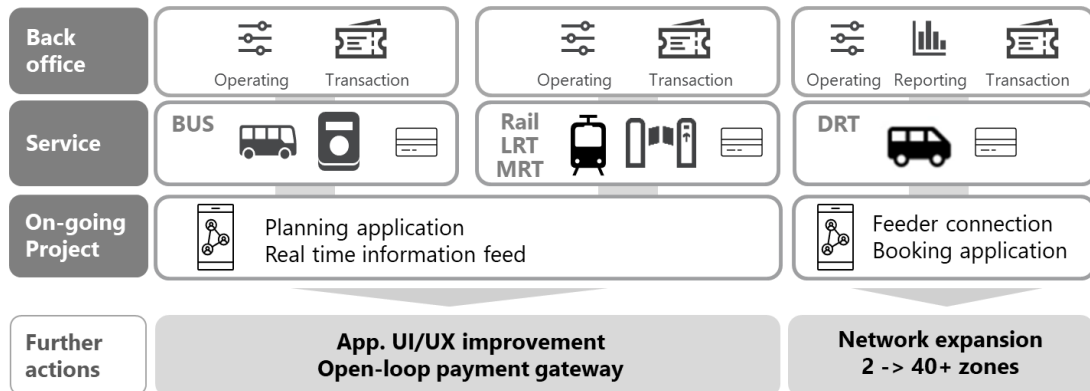 Back
office
Operating
Transaction
Operating
Transaction
Operating
Reporting
Transaction
Service
BUS
Rail
LRT
MRT
DRT
On-going
Project
Planning application
Real time information feed
Feeder connection
Booking application
Further
actions
App. UI/UX improvement
Open-loop payment gateway
Network expansion
2 -> 40+ zones